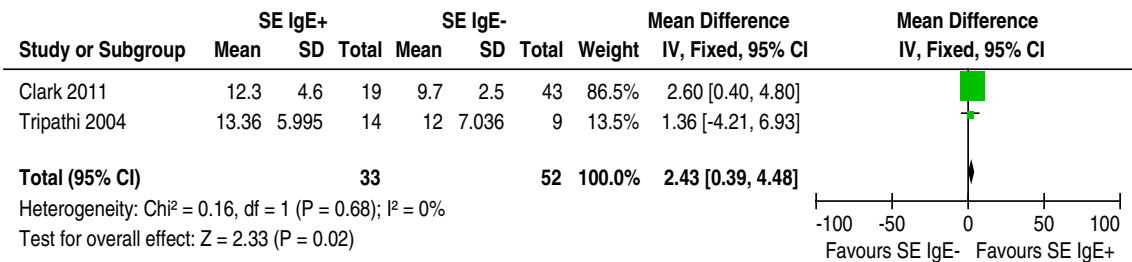 SE IgE+ SE IgE- Mean Difference Mean Difference
Study or Subgroup Mean SD Total Mean SD Total Weight IV, Fixed, 95% CI IV, Fixed, 95% CI
Clark 2011 12.3 4.6 19 9.7 2.5 43 86.5% 2.60 [0.40, 4.80]
Tripathi 2004 13.36 5.995 14 12 7.036 9 13.5% 1.36 [-4.21, 6.93]
Total (95% CI) 33 52 100.0% 2.43 [0.39, 4.48]
Heterogeneity: Chi² = 0.16, df = 1 (P = 0.68); I² = 0%
Test for overall effect: Z = 2.33 (P = 0.02)
-100 -50 0 50 100
Favours SE IgE- Favours SE IgE+